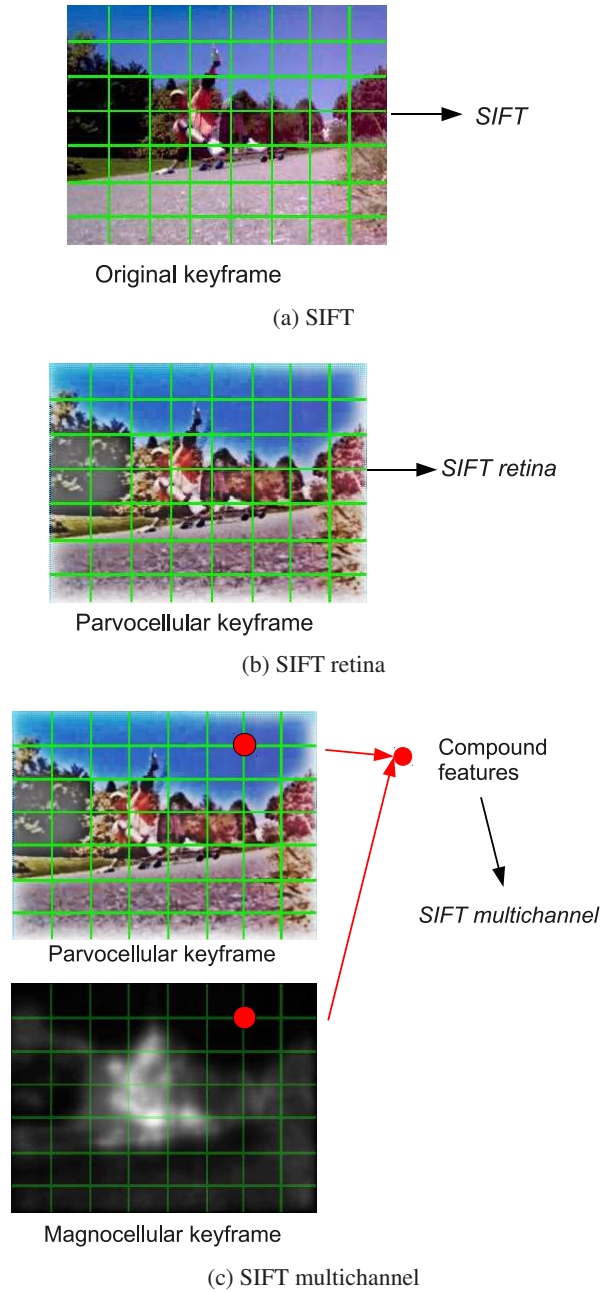 SIFT
Original keyframe
(a) SIFT
SIFT retina
Parvocellular keyframe
(b) SIFT retina
Compound
features
SIFT multichannel
Parvocellular keyframe
Magnocellular keyframe
(c) SIFT multichannel